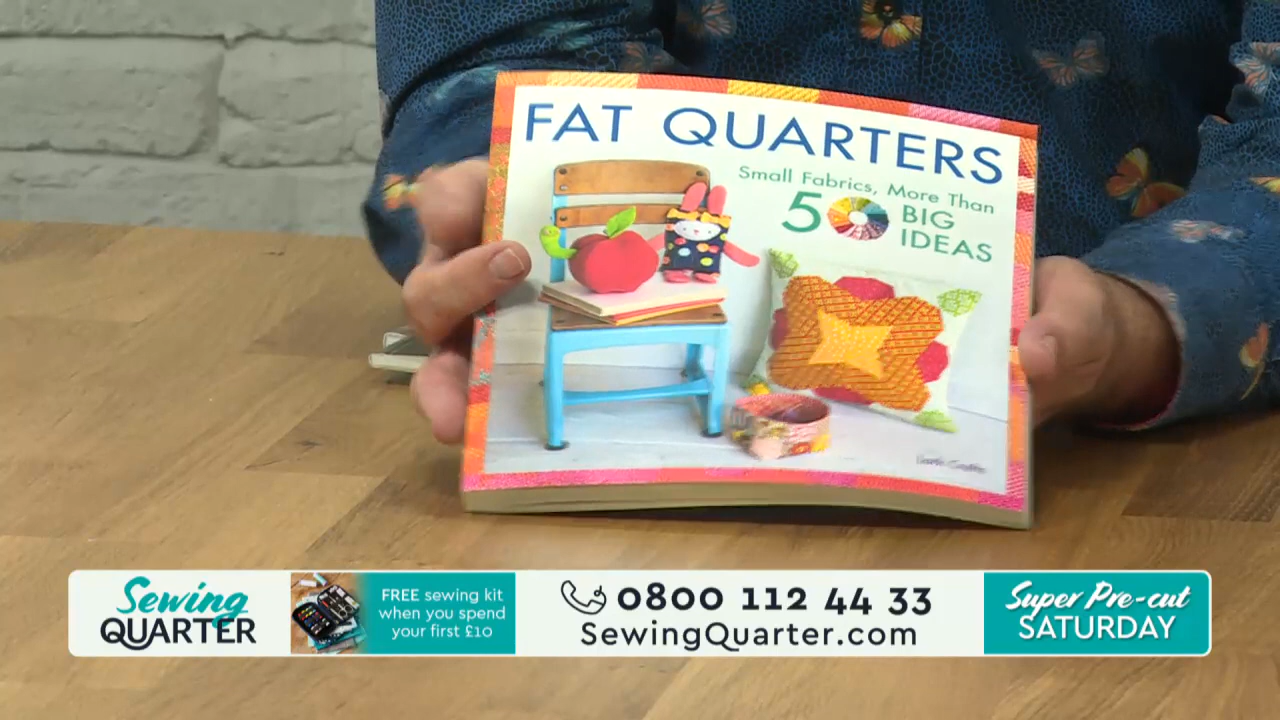 FAT QUARTERS
Small Fabrics, More Than
50 BIG
IDEAS
Sewing
QUARTER
FREE sewing kit
when you spend
your first £10
0800 112 44 33
SewingQuarter.com
Super Pre-cut
SATURDAY